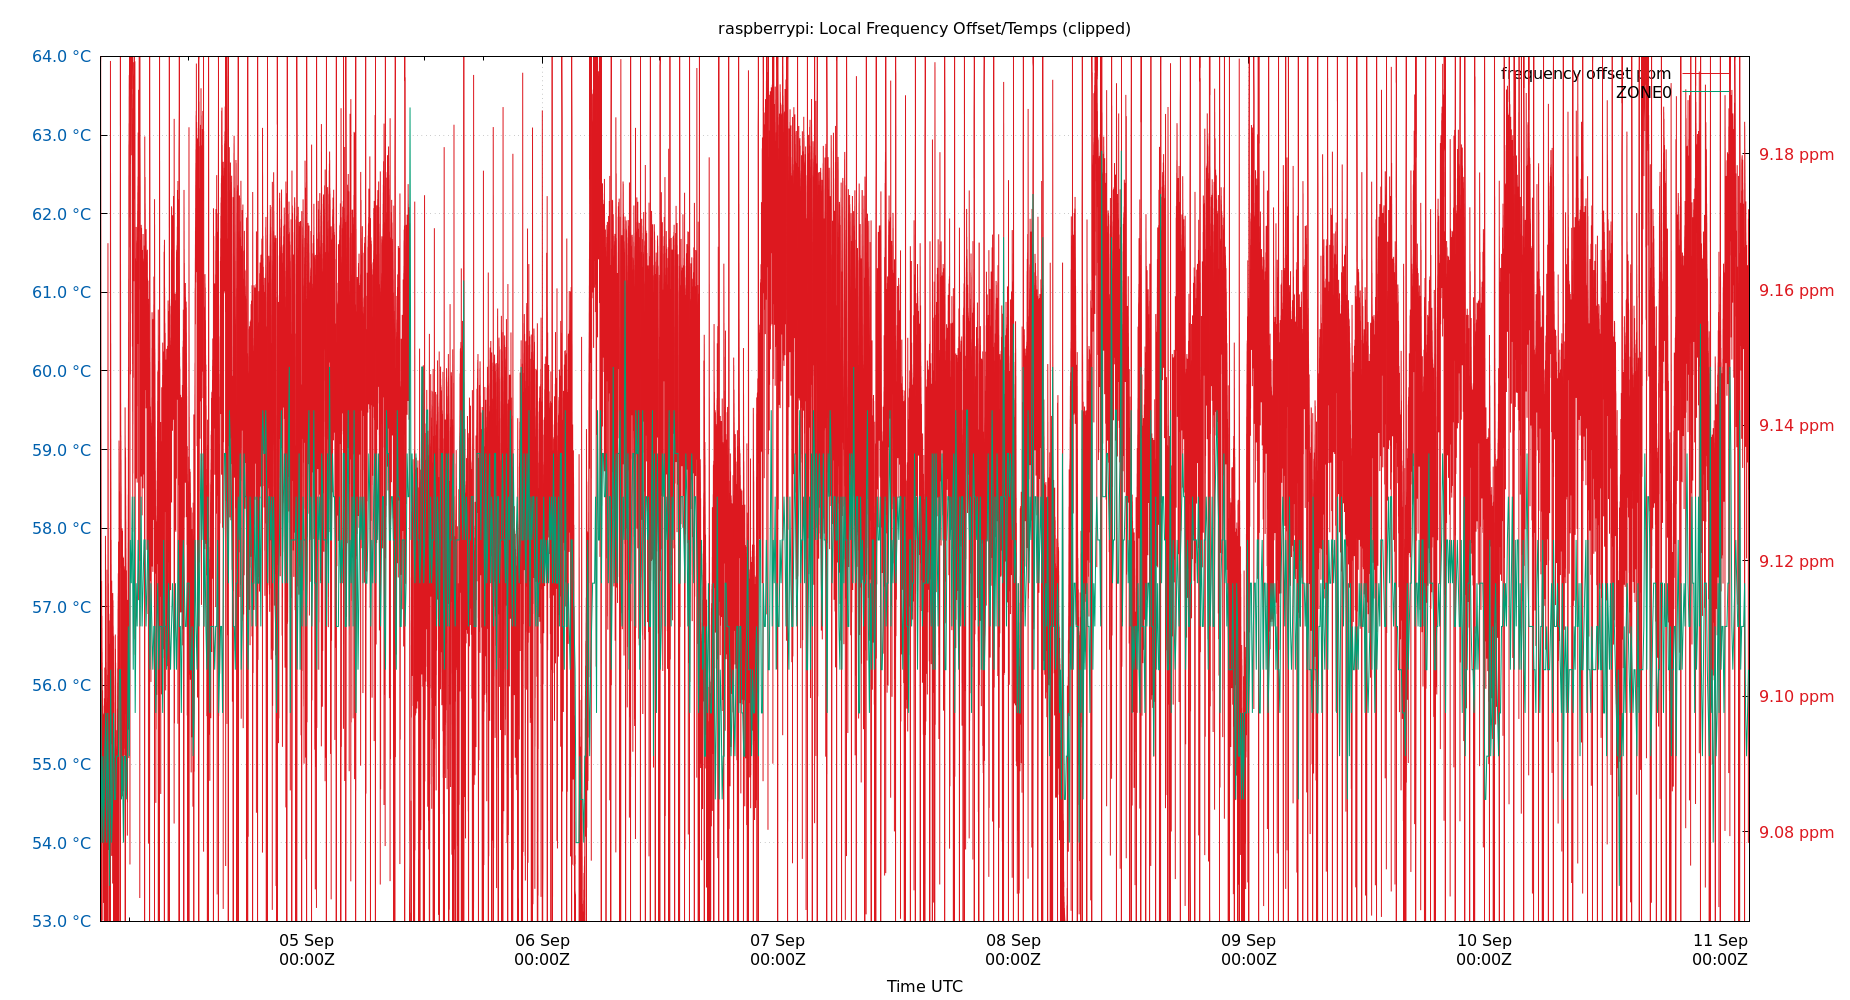 raspberrypi: Local Frequency Offset/Temps (clipped)
64.0 °C
63.0 °C
62.0 °C
61.0 °C
60.0 °C
59.0 °C
58.0 °C
57.0 °C
56.0 °C
55.0 °C
54.0 °C
53.0 °C
frequency offset ppm
ZONE0
9.18 ppm
9.16 ppm
9.14 ppm
9.12 ppm
9.10 ppm
9.08 ppm
05 Sep
00:00Z
06 Sep
00:00Z
07 Sep
00:00Z
08 Sep
00:00Z
09 Sep
00:00Z
10 Sep
00:00Z
11 Sep
00:00Z
Time UTC